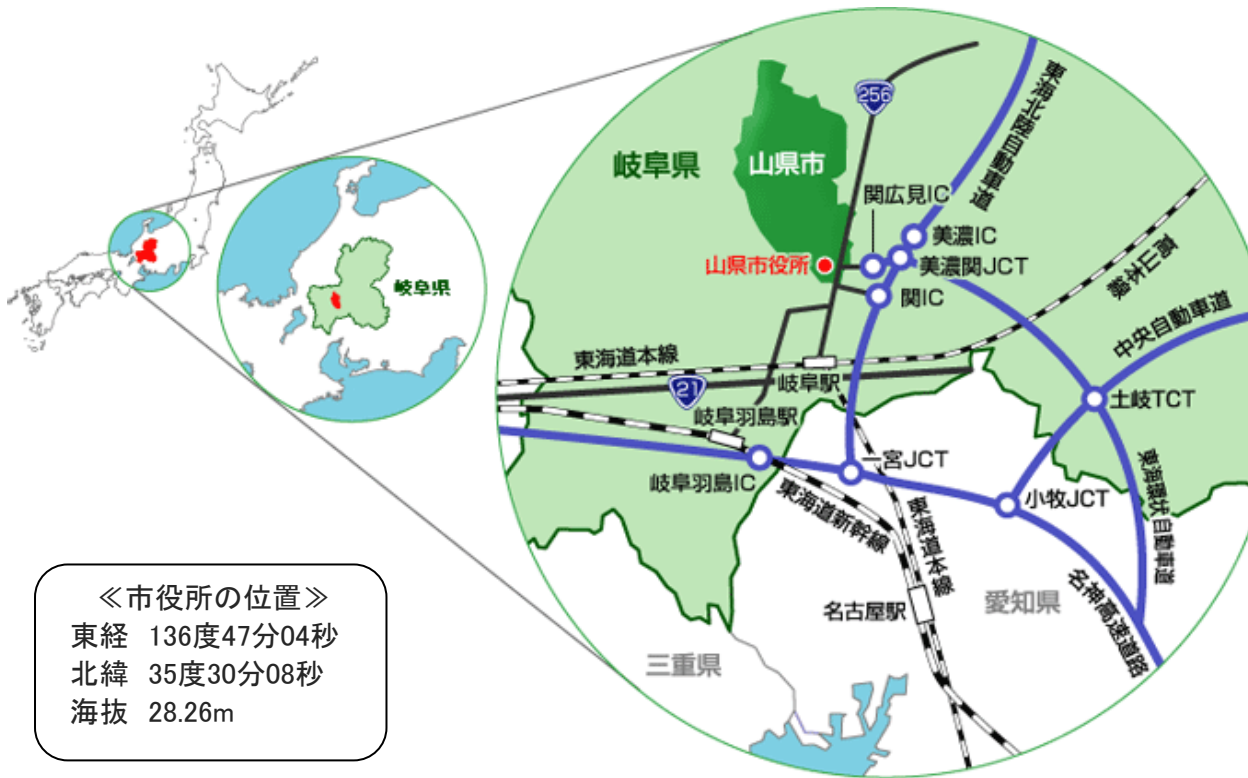 岐阜県
256
岐阜県
山県市
東海北陸自動車道
関広見IC
美濃IC
山県市役所
美濃関JCT
高山本線
関IC
中央自動車道
東海道本線
岐阜駅
21
岐阜羽島駅
土岐TCT
一宮JCT
岐阜羽島IC
小牧JCT
東海環状自動車道
東海道新幹線
東海道本線
名神高速道路
名古屋駅
愛知県
三重県
≪市役所の位置≫
東経 136度47分04秒
北緯 35度30分08秒
海抜 28.26m